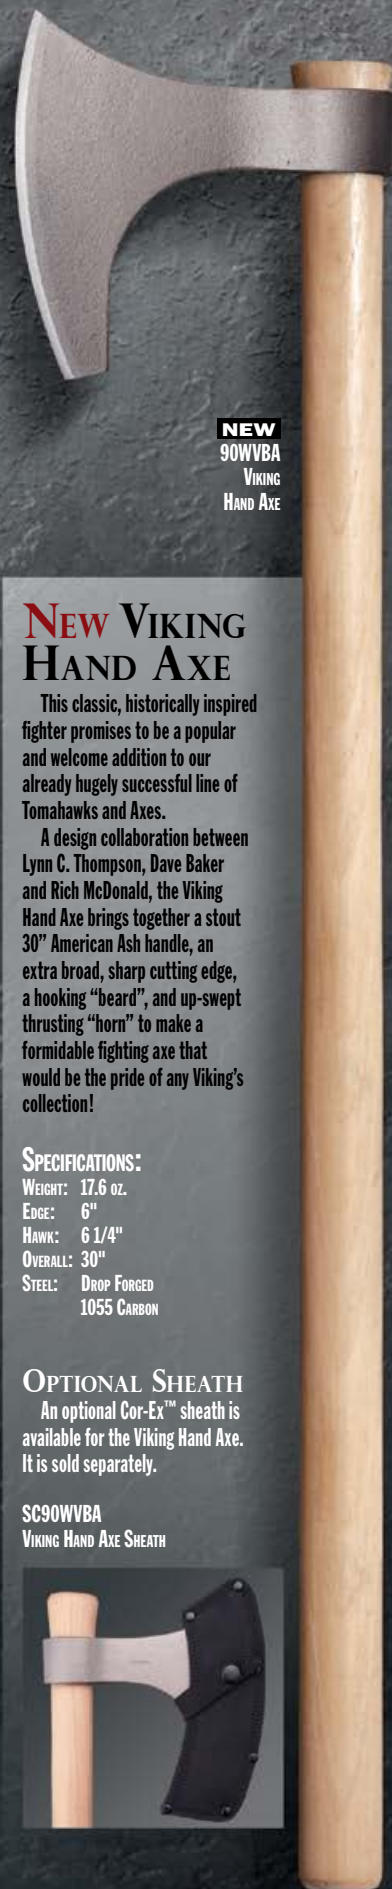 NEW
90WVBA
VIKING
HAND AXE
NEW VIKING
HAND AXE
This classic, historically inspired
fighter promises to be a popular
and welcome addition to our
already hugely successful line of
Tomahawks and Axes.
A design collaboration between
Lynn C. Thompson, Dave Baker
and Rich McDonald, the Viking
Hand Axe brings together a stout
30” American Ash handle, an
extra broad, sharp cutting edge,
a hooking “beard”, and up-swept
thrusting “horn” to make a
formidable fighting axe that
would be the pride of any Viking’s
collection!
SPECIFICATIONS:
WEIGHT: 17.6 OZ.
EDGE: 6"
HAWK: 6 1/4"
OVERALL: 30"
STEEL: DROP FORGED
1055 CARBON
OPTIONAL SHEATH
An optional Cor-Ex™ sheath is
available for the Viking Hand Axe.
It is sold separately.
SC90WVBA
VIKING HAND AXE SHEATH